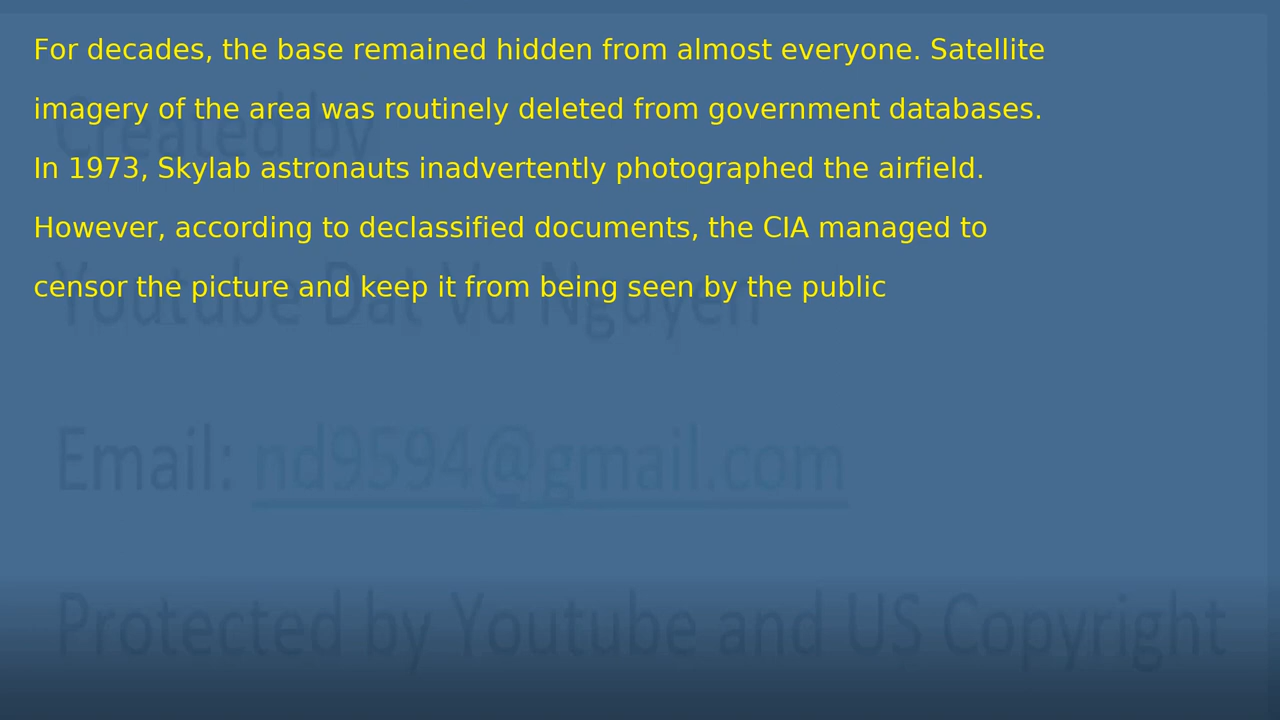 For decades, the base remained hidden from almost everyone. Satellite
imagery of the area was routinely deleted from government databases.
In 1973, Skylab astronauts inadvertently photographed the airfield.
However, according to declassified documents, the CIA managed to
censor the picture and keep it from being seen by the public
Created by
Youtube Dat Vu Nguyen
Email: nd9594@gmail.com
Protected by Youtube and US Copyright